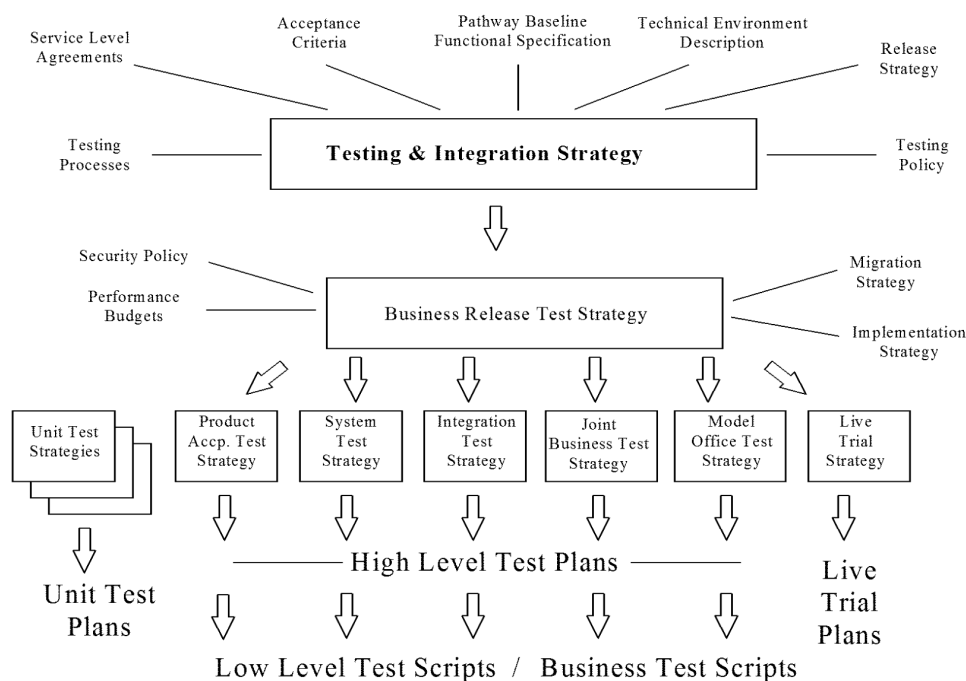 Service Level
Agreements
Acceptance
Criteria
Pathway Baseline
Functional Specification
Technical Environment
Description
Release
Strategy
Testing
Processes
Testing & Integration Strategy
Testing
Policy
Security Policy
Performance
Budgets
Business Release Test Strategy
Migration
Strategy
Implementation
Strategy
Unit Test
Strategies
Product
Accp. Test
Strategy
System
Test
Strategy
Integration
Test
Strategy
Joint
Business Test
Strategy
Model
Office Test
Strategy
Live
Trial
Strategy
Unit Test
Plans
High Level Test Plans
Live
Trial
Plans
Low Level Test Scripts / Business Test Scripts